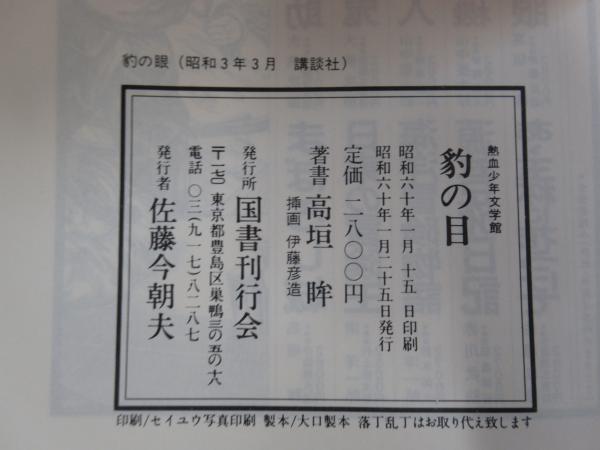 豹の眼（昭和３年３月　講談社）
熱血少年文学館
豹の目
昭和六十年一月　十五　日印刷
昭和六十年一月二十五日発行
定価　二八〇〇円
著書　高垣　眸
挿画　伊藤彦造
発行所　国書刊行会
〒一七〇　東京都豊島区巣鴨三の五の十八
電話　〇三（九一七）八二八七
発行者　佐藤今朝夫
印刷/セイユウ写真印刷　製本/大口製本　落丁乱丁はお取り代え致します